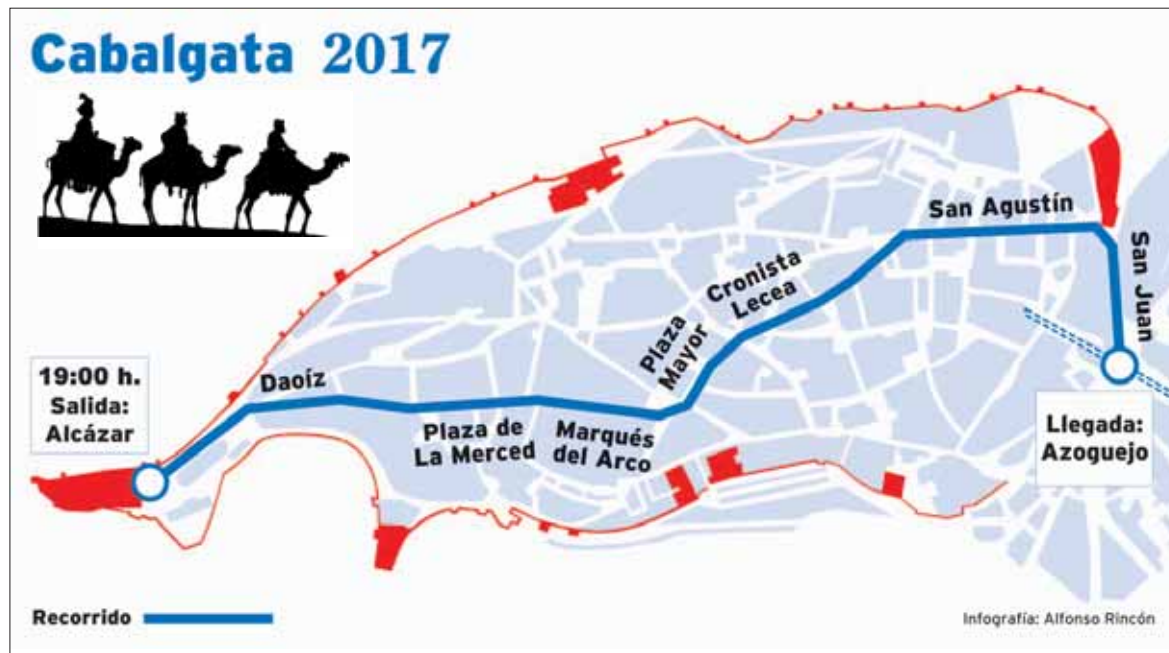 Cabalgata 2017
19:00 h.
Salida:
Alcázar
Daoíz
Plaza de
La Merced
Marqués
del Arco
Plaza
Mayor
Cronista
Lecea
San Agustín
San Juan
Llegada:
Azoguejo
Recorrido
Infografía: Alfonso Rincón